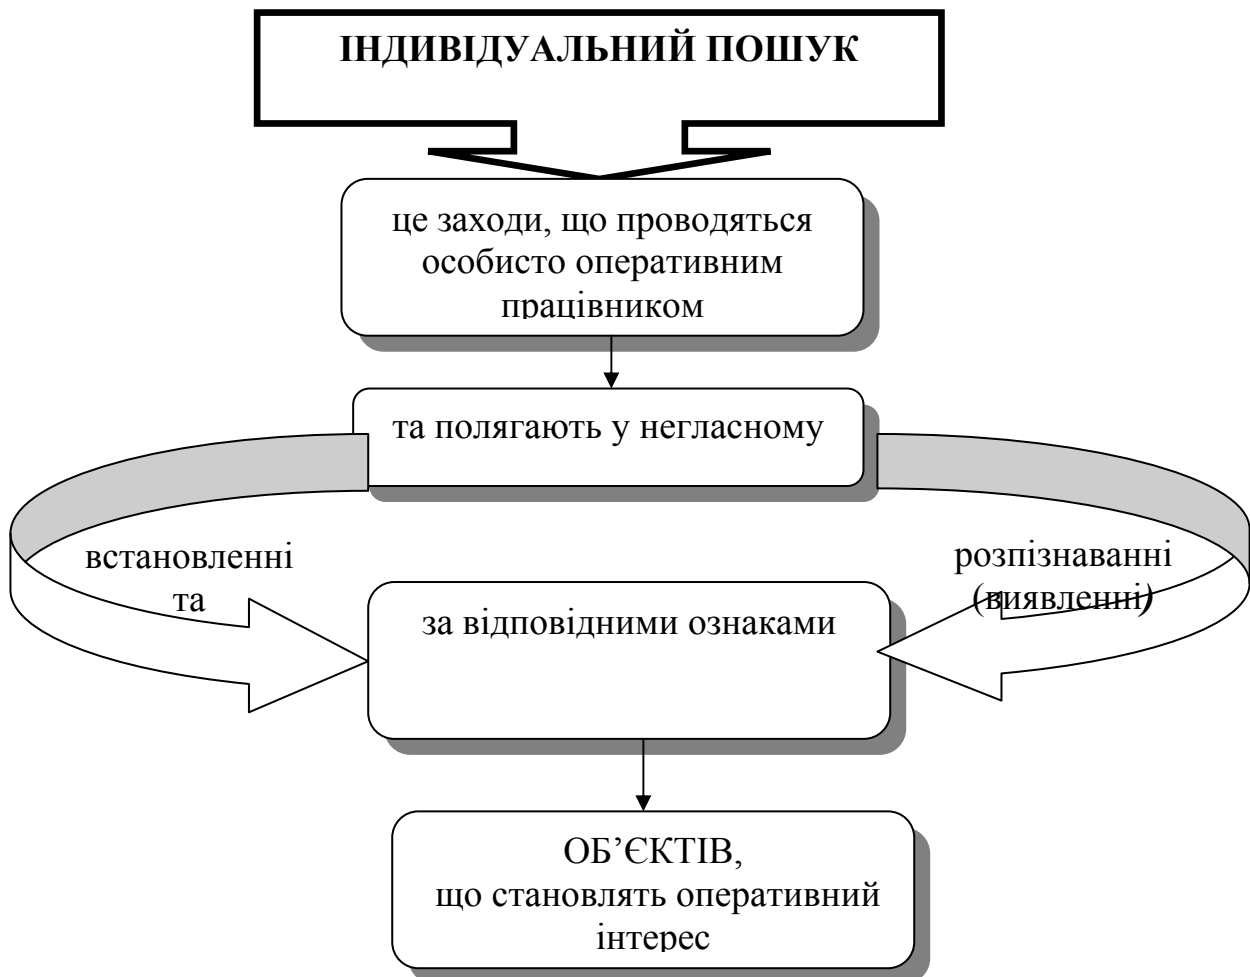 ІНДИВІДУАЛЬНИЙ ПОШУК
це заходи, що проводяться
особисто оперативним
працівником
та полягають у негласному
встановленні
та
розпізнаванні
(виявленні)
за відповідними ознаками
ОБ’ЄКТІВ,
що становлять оперативний
інтерес